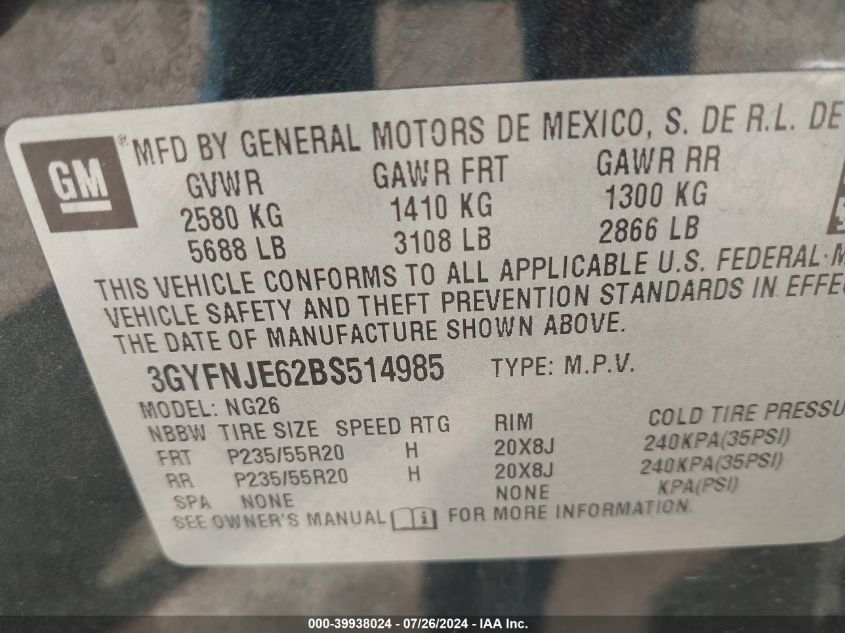 GM ® MFD BY GENERAL MOTORS DE MEXICO, S. DE R.L. DE
GVWR GAWR FRT GAWR RR
2580 KG 1410 KG 1300 KG
5688 LB 3108 LB 2866 LB
THIS VEHICLE CONFORMS TO ALL APPLICABLE U.S. FEDERAL M
VEHICLE SAFETY AND THEFT PREVENTION STANDARDS IN EFFE
THE DATE OF MANUFACTURE SHOWN ABOVE.
3GYFNJE62BS514985 TYPE: M.P.V.
MODEL: NG26
NBBW TIRE SIZE SPEED RTG RIM COLD TIRE PRESSU
FRT P235/55R20 H 20X8J 240KPA(35PSI)
RR P235/55R20 H 20X8J 240KPA(35PSI)
SPA NONE NONE KPA(PSI)
SEE OWNER'S MANUAL FOR MORE INFORMATION.
000-39938024 - 07/26/2024 - IAA Inc.